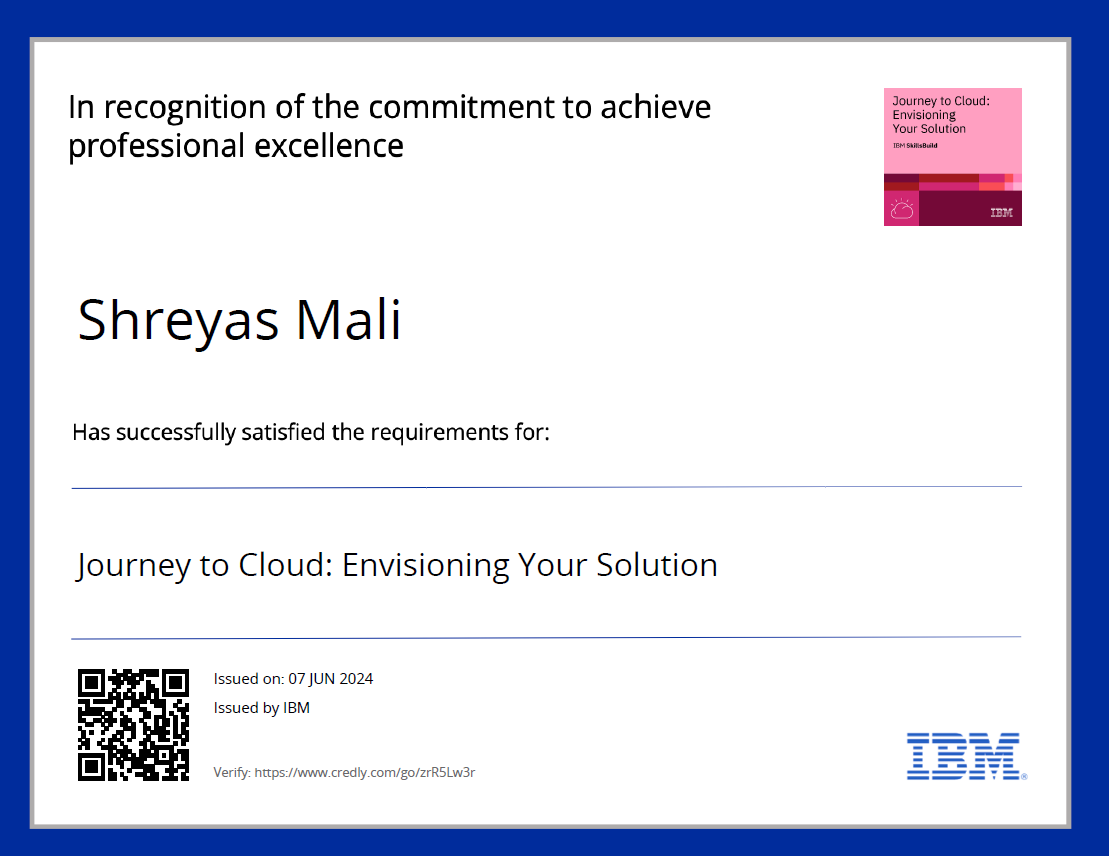 In recognition of the commitment to achieve
professional excellence
Journey to Cloud:
Envisioning
Your Solution
IBM SkillsBuild
IBM
Shreyas Mali
Has successfully satisfied the requirements for:
Journey to Cloud: Envisioning Your Solution
Issued on: 07 JUN 2024
Issued by IBM
Verify: https://www.credly.com/go/zrR5Lw3r
IBM®